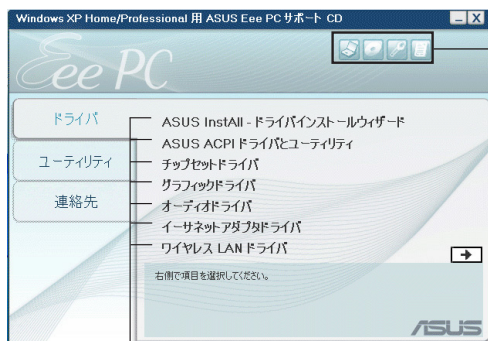 Windows XP Home/Professional 用 ASUS Eee PC サポート CD
Eee PC
ドライバ
ユーティリティ
連絡先
ASUS InstAll - ドライバインストールウィザード
ASUS ACPI ドライバとユーティリティ
チップセットドライバ
グラフィックドライバ
オーディオドライバ
イーサネットアダプタドライバ
ワイヤレス LAN ドライバ
右側で項目を選択してください。
ASUS